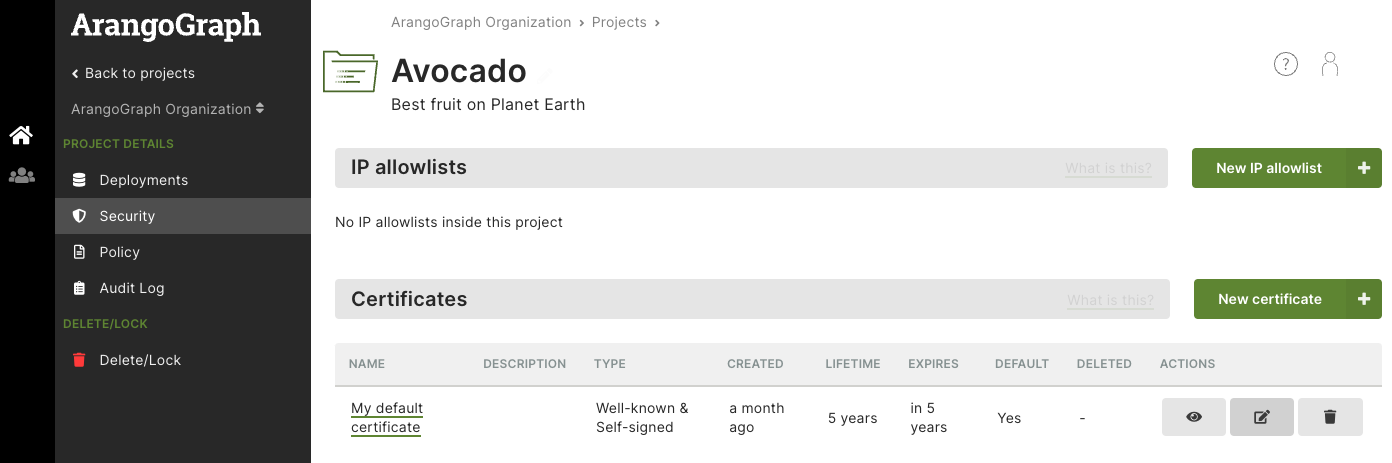 ArangoGraph
Back to projects
ArangoGraph Organization
PROJECT DETAILS
Deployments
Security
Policy
Audit Log
DELETE/LOCK
Delete/Lock
ArangoGraph Organization › Projects ›
Avocado
Best fruit on Planet Earth
?
IP allowlists What is this? New IP allowlist +
No IP allowlists inside this project
Certificates What is this? New certificate +
NAME DESCRIPTION TYPE CREATED LIFETIME EXPIRES DEFAULT DELETED ACTIONS
My default certificate Well-known & Self-signed a month ago 5 years in 5 years Yes -